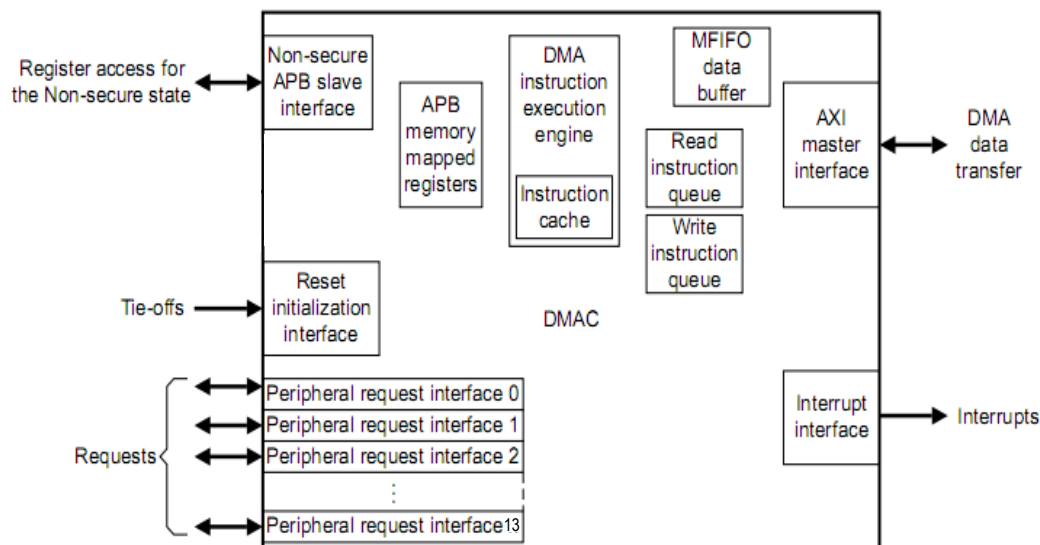 Register access for
the Non-secure state
Non-secure
APB slave
interface
APB
memory
mapped
registers
DMA
instruction
execution
engine
Instruction
cache
MFIFO
data
buffer
Read
instruction
queue
Write
instruction
queue
AXI
master
interface
DMA
data
transfer
Tie-offs
Reset
initialization
interface
DMAC
Requests
Peripheral request interface 0
Peripheral request interface 1
Peripheral request interface 2
⋮
Peripheral request interface13
Interrupt
interface
Interrupts